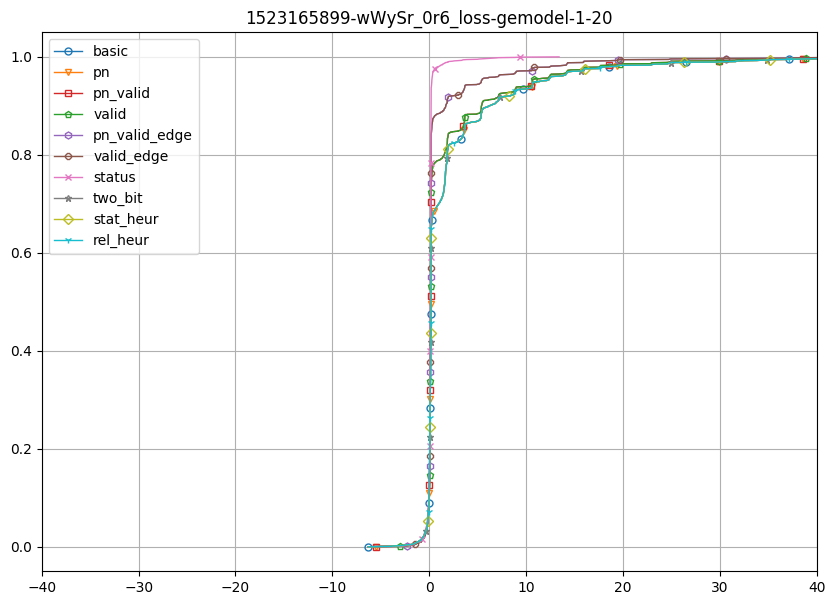 1523165899-wWySr_0r6_loss-gemodel-1-20
1.0
0.8
0.6
0.4
0.2
0.0
basic
pn
pn_valid
valid
pn_valid_edge
valid_edge
status
two_bit
stat_heur
rel_heur
−40 −30 −20 −10 0 10 20 30 40